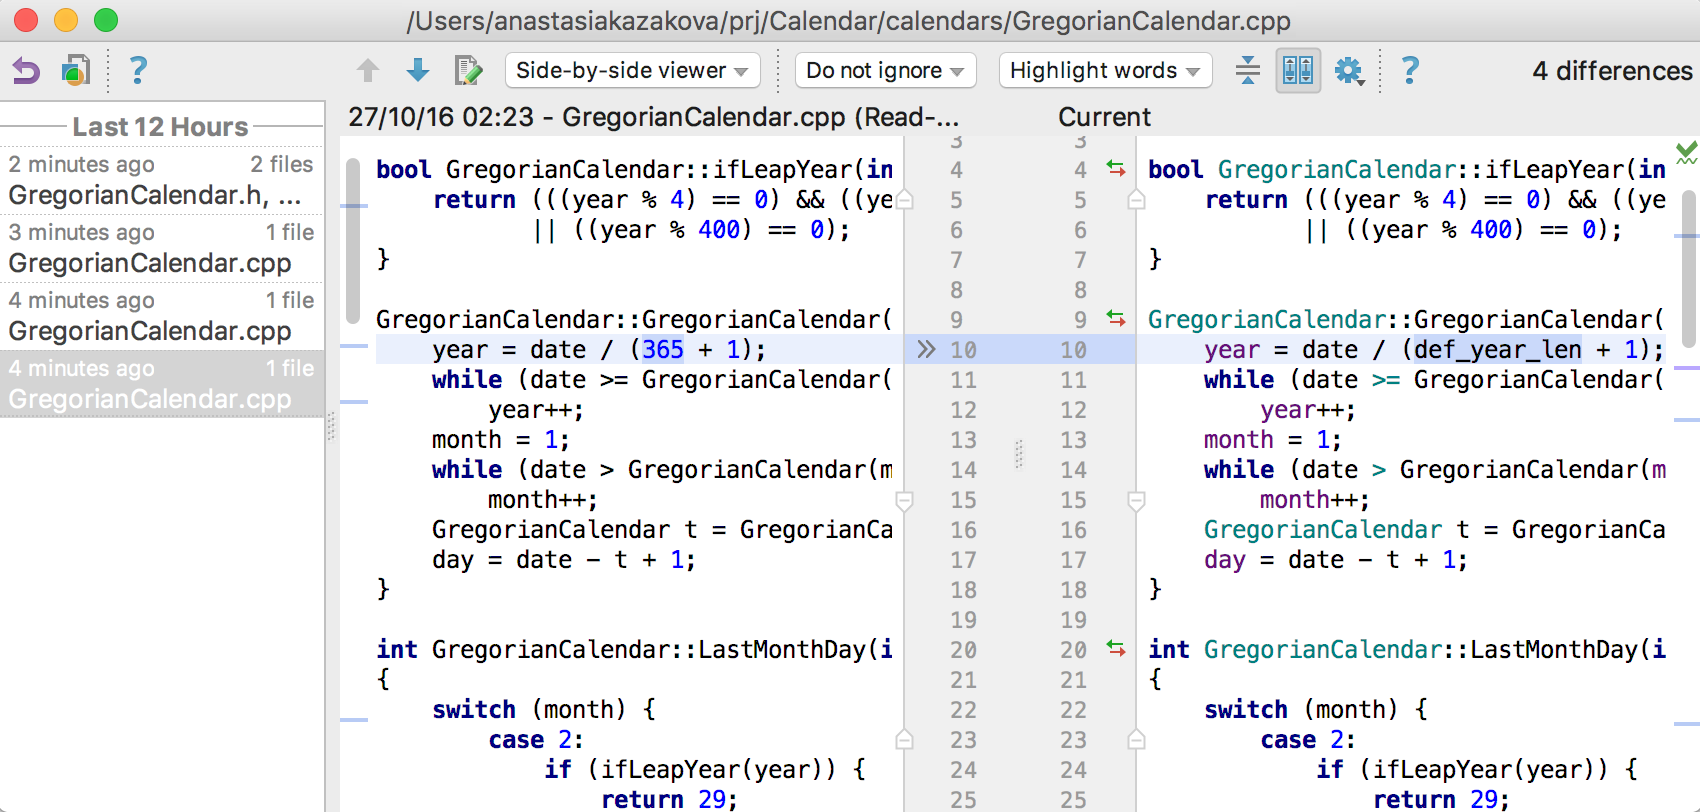 /Users/anastasiakazakova/prj/Calendar/calendars/GregorianCalendar.cpp
? Side-by-side viewer Do not ignore Highlight words ? 4 differences
Last 12 Hours
2 minutes ago 2 files
GregorianCalendar.h, ...
3 minutes ago 1 file
GregorianCalendar.cpp
4 minutes ago 1 file
GregorianCalendar.cpp
4 minutes ago 1 file
GregorianCalendar.cpp
27/10/16 02:23 - GregorianCalendar.cpp (Read-... Current
3 3
bool GregorianCalendar::ifLeapYear(in 4 4 bool GregorianCalendar::ifLeapYear(in
return (((year % 4) == 0) && ((ye 5 5 return (((year % 4) == 0) && ((ye
|| ((year % 400) == 0); 6 6 || ((year % 400) == 0);
} 7 7 }
8 8
GregorianCalendar::GregorianCalendar( 9 9 GregorianCalendar::GregorianCalendar(
year = date / (365 + 1); 10 10 year = date / (def_year_len + 1);
while (date >= GregorianCalendar( 11 11 while (date >= GregorianCalendar(
year++; 12 12 year++;
month = 1; 13 13 month = 1;
while (date > GregorianCalendar(m 14 14 while (date > GregorianCalendar(m
month++; 15 15 month++;
GregorianCalendar t = GregorianCa 16 16 GregorianCalendar t = GregorianCa
day = date - t + 1; 17 17 day = date - t + 1;
} 18 18 }
19 19
int GregorianCalendar::LastMonthDay(i 20 20 int GregorianCalendar::LastMonthDay(i
{ 21 21 {
switch (month) { 22 22 switch (month) {
case 2: 23 23 case 2:
if (ifLeapYear(year)) { 24 24 if (ifLeapYear(year)) {
return 29; 25 25 return 29;